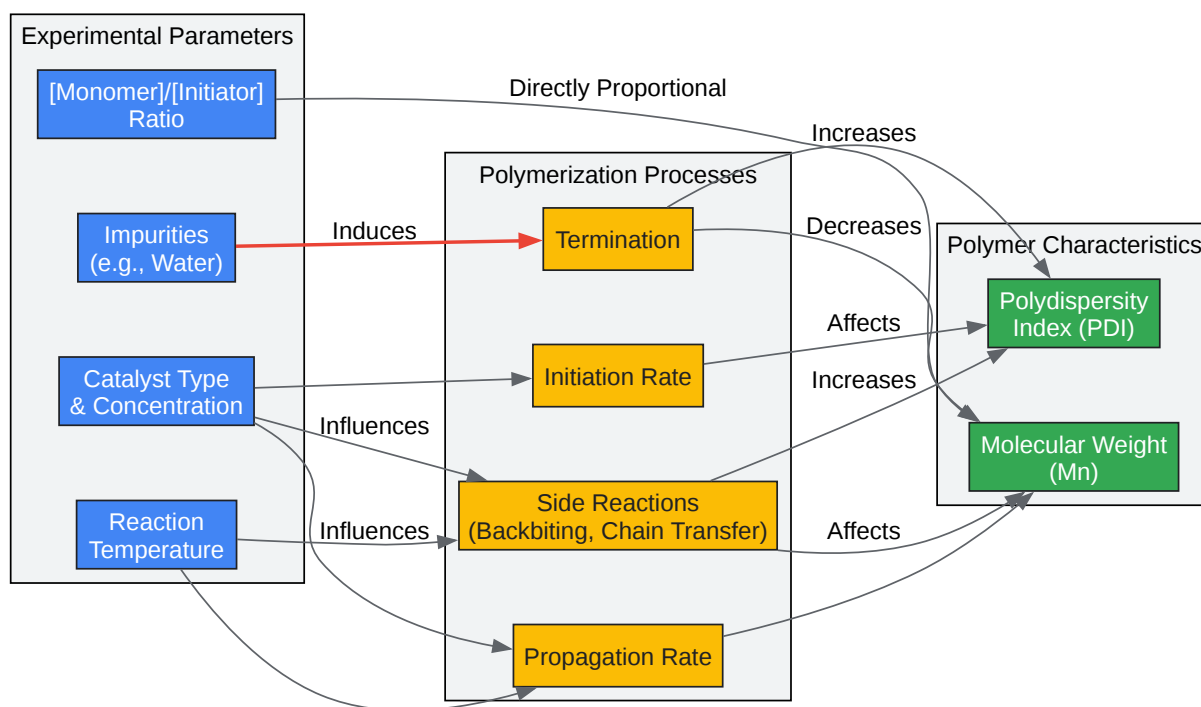 Experimental Parameters
[Monomer]/[Initiator]
Ratio
Impurities
(e.g., Water)
Catalyst Type
& Concentration
Reaction
Temperature
Directly Proportional
Induces
Influences
Influences
Polymerization Processes
Termination
Initiation Rate
Side Reactions
(Backbiting, Chain Transfer)
Propagation Rate
Increases
Decreases
Affects
Increases
Affects
Polymer Characteristics
Polydispersity
Index (PDI)
Molecular Weight
(Mn)